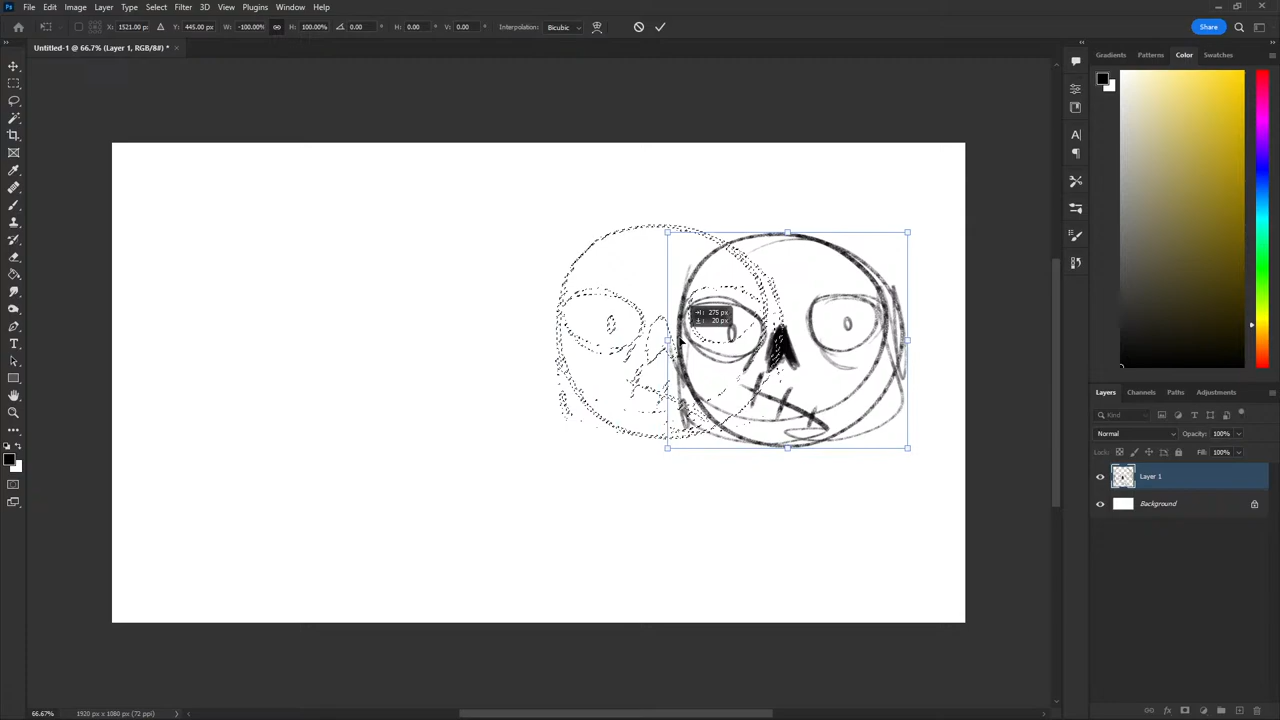 Ps File Edit Image Layer Type Select Filter 3D View Plugins Window Help
X: 1521.00 px Y: 445.00 px W: -100.00% H: 100.00% 0.00 ° H: 0.00 ° V: 0.00 ° Interpolation: Bicubic Share
Untitled-1 @ 66.7% (Layer 1, RGB/8#) * ×
Gradients Patterns Color Swatches
H: 275 px
20 px
Layers Channels Paths Adjustments
Kind
Normal Opacity: 100%
Lock: Fill: 100%
Layer 1
Background
66.67% 1920 px x 1080 px (72 ppi)